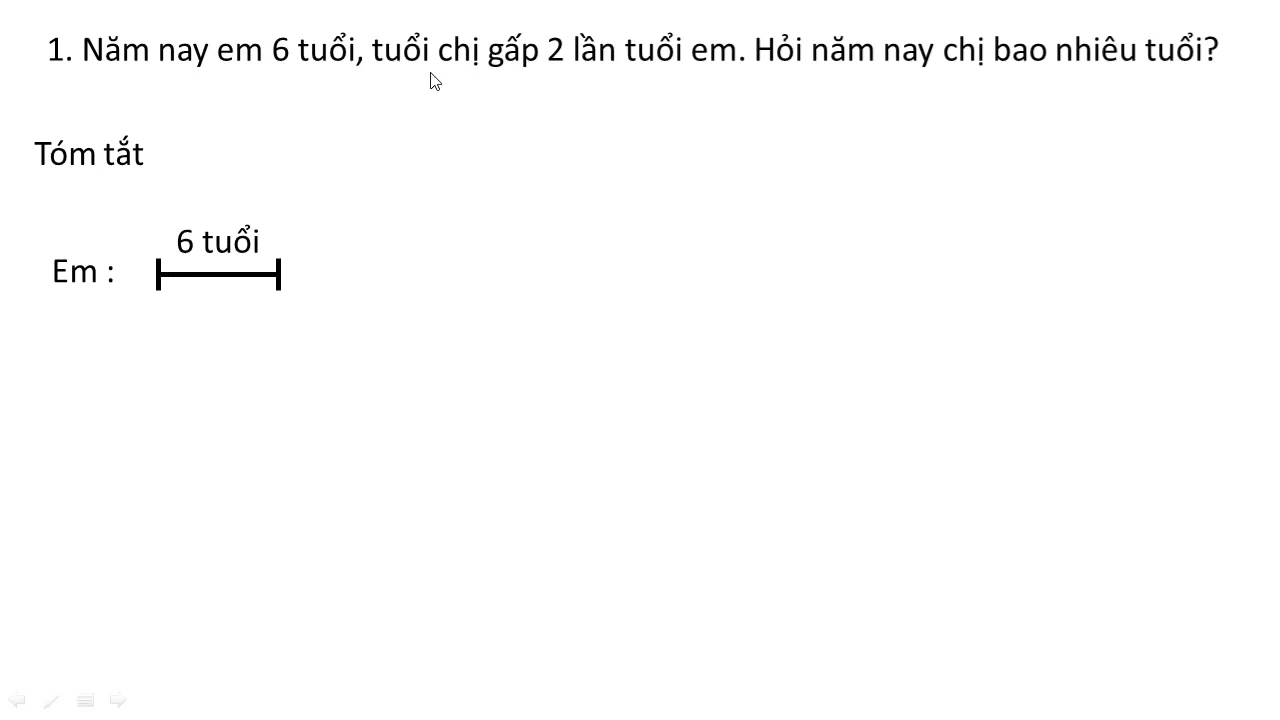 1. Năm nay em 6 tuổi, tuổi chị gấp 2 lần tuổi em. Hỏi năm nay chị bao nhiêu tuổi?
Tóm tắt
6 tuổi
Em :